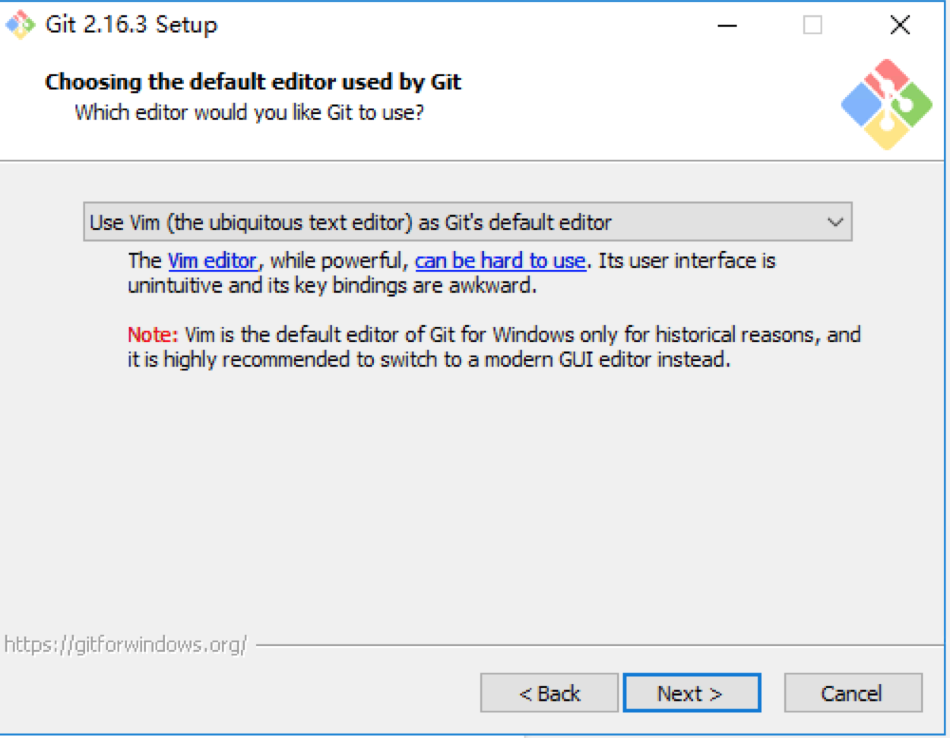 Git 2.16.3 Setup
Choosing the default editor used by Git
Which editor would you like Git to use?
Use Vim (the ubiquitous text editor) as Git's default editor
The Vim editor, while powerful, can be hard to use. Its user interface is
unintuitive and its key bindings are awkward.
Note: Vim is the default editor of Git for Windows only for historical reasons, and
it is highly recommended to switch to a modern GUI editor instead.
https://gitforwindows.org/
< Back
Next >
Cancel